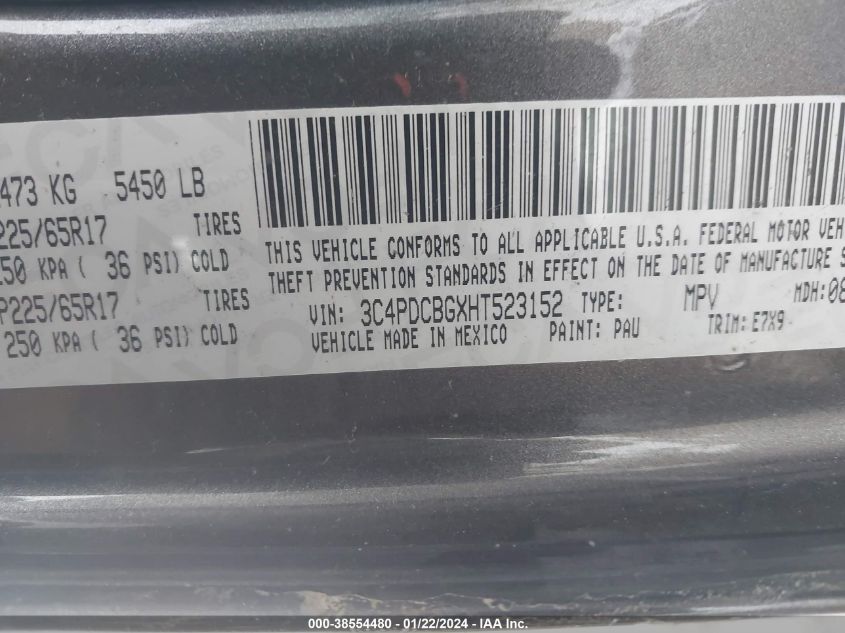 473 KG 5450 LB
P225/65R17 TIRES
250 KPA ( 36 PSI) COLD
P225/65R17 TIRES
250 KPA ( 36 PSI) COLD
THIS VEHICLE CONFORMS TO ALL APPLICABLE U.S.A. FEDERAL MOTOR VEH
THEFT PREVENTION STANDARDS IN EFFECT ON THE DATE OF MANUFACTURE S
VIN: 3C4PDCBGXHT523152 TYPE: MPV MDH:08
VEHICLE MADE IN MEXICO PAINT: PAU TRIM: E7X9
000-38554480 - 01/22/2024 - IAA Inc.